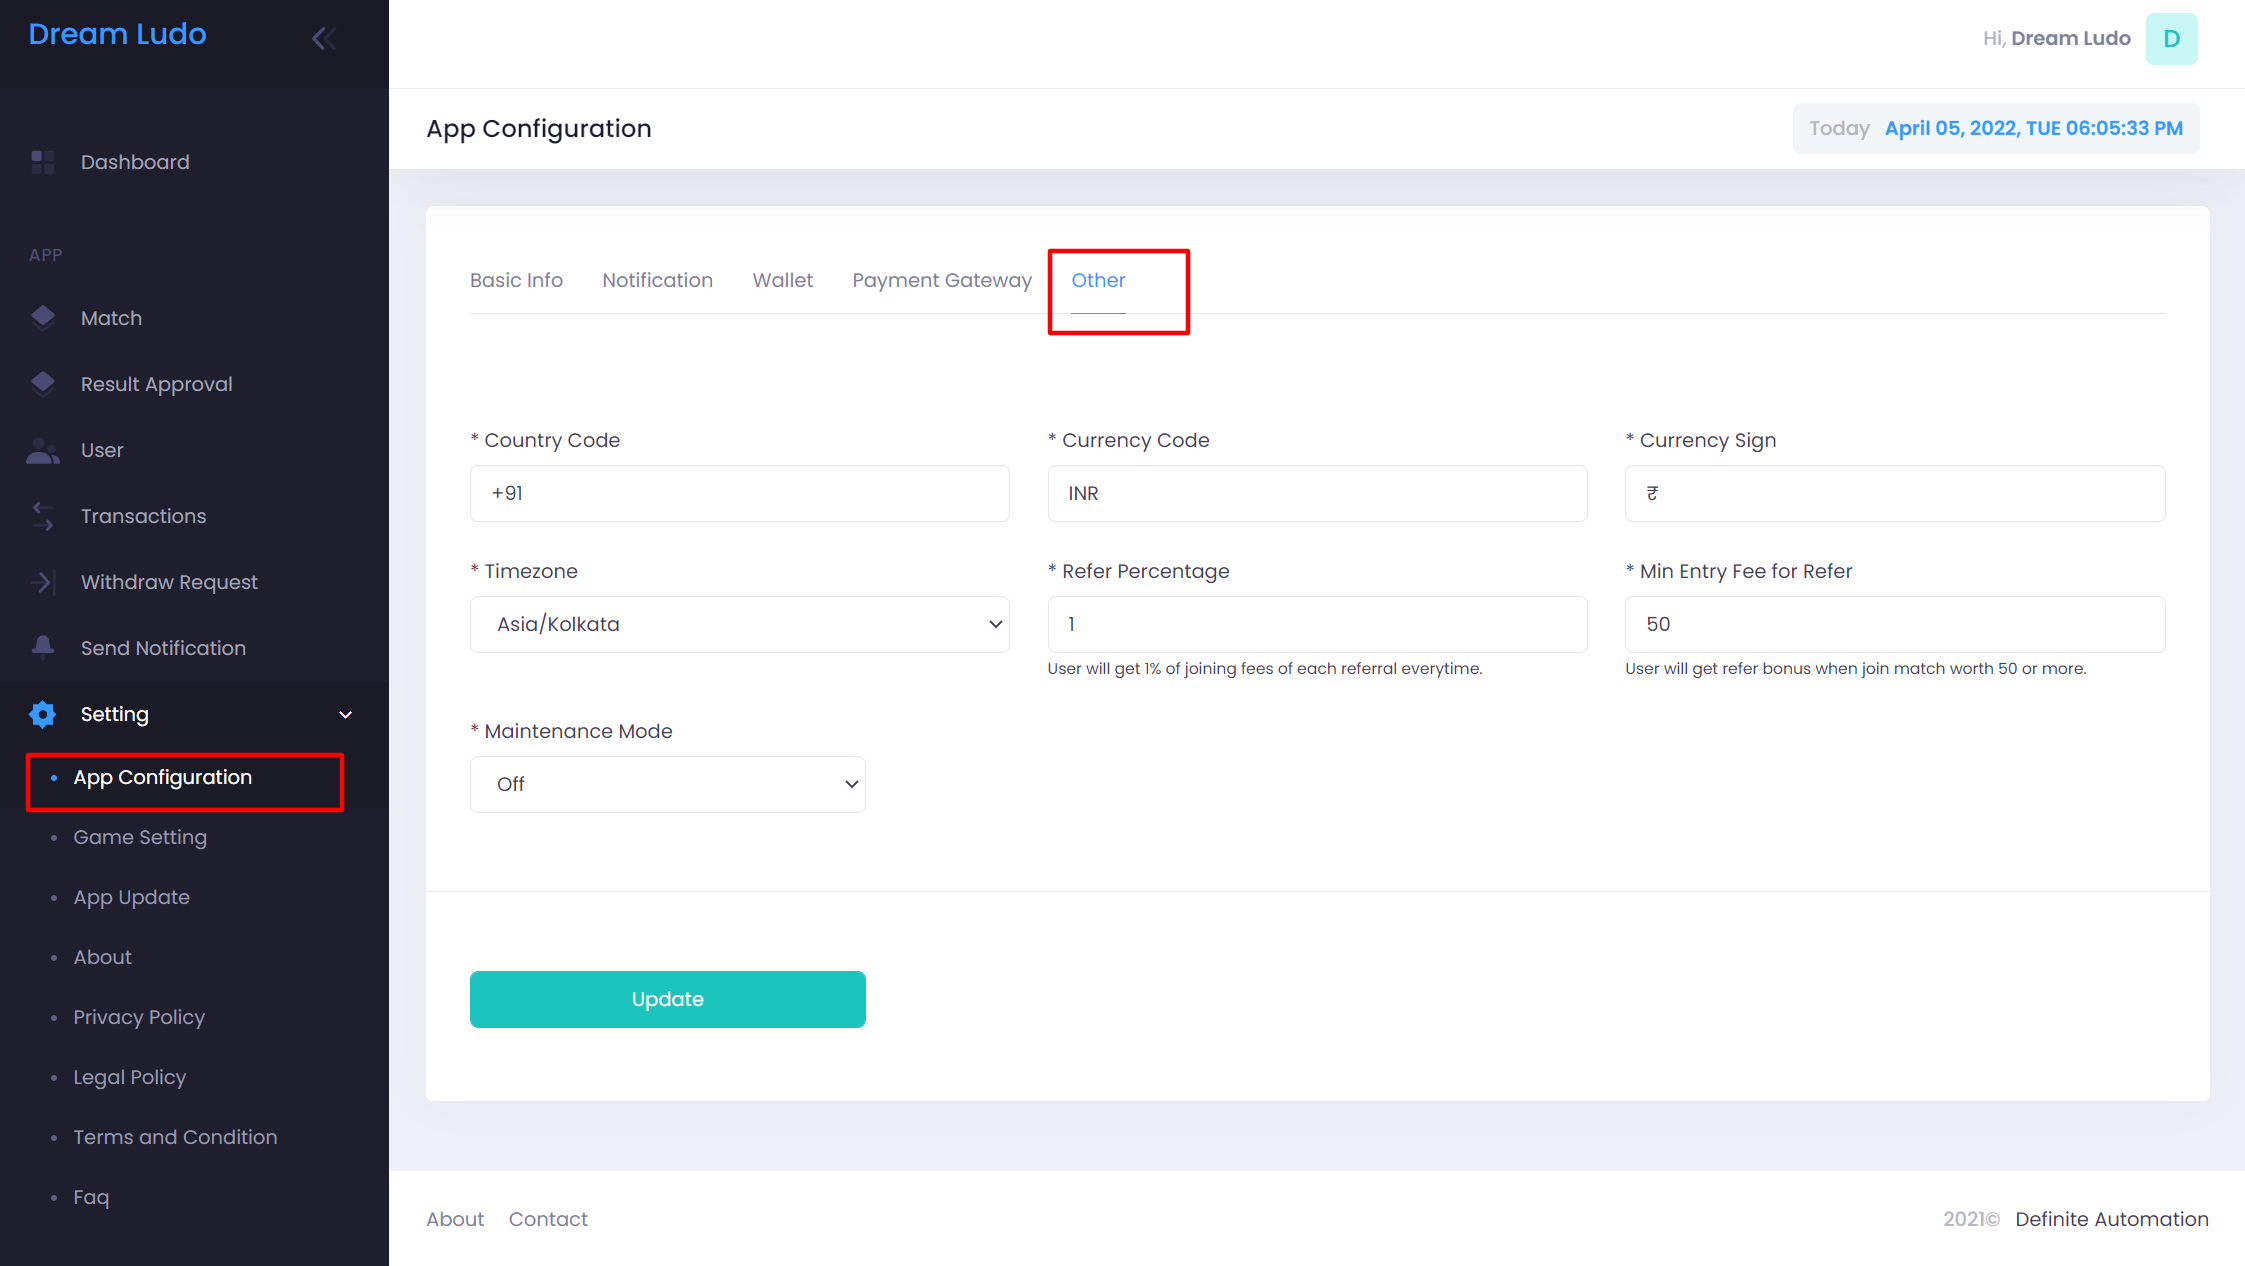 Dream Ludo
Hi, Dream Ludo D
App Configuration
Today April 05, 2022, TUE 06:05:33 PM
Dashboard
APP
Match
Result Approval
User
Transactions
Withdraw Request
Send Notification
Setting
App Configuration
Game Setting
App Update
About
Privacy Policy
Legal Policy
Terms and Condition
Faq
Basic Info Notification Wallet Payment Gateway Other
* Country Code * Currency Code * Currency Sign
+91 INR ₹
* Timezone * Refer Percentage * Min Entry Fee for Refer
Asia/Kolkata 1 50
User will get 1% of joining fees of each referral everytime. User will get refer bonus when join match worth 50 or more.
* Maintenance Mode
Off
Update
About Contact 2021© Definite Automation